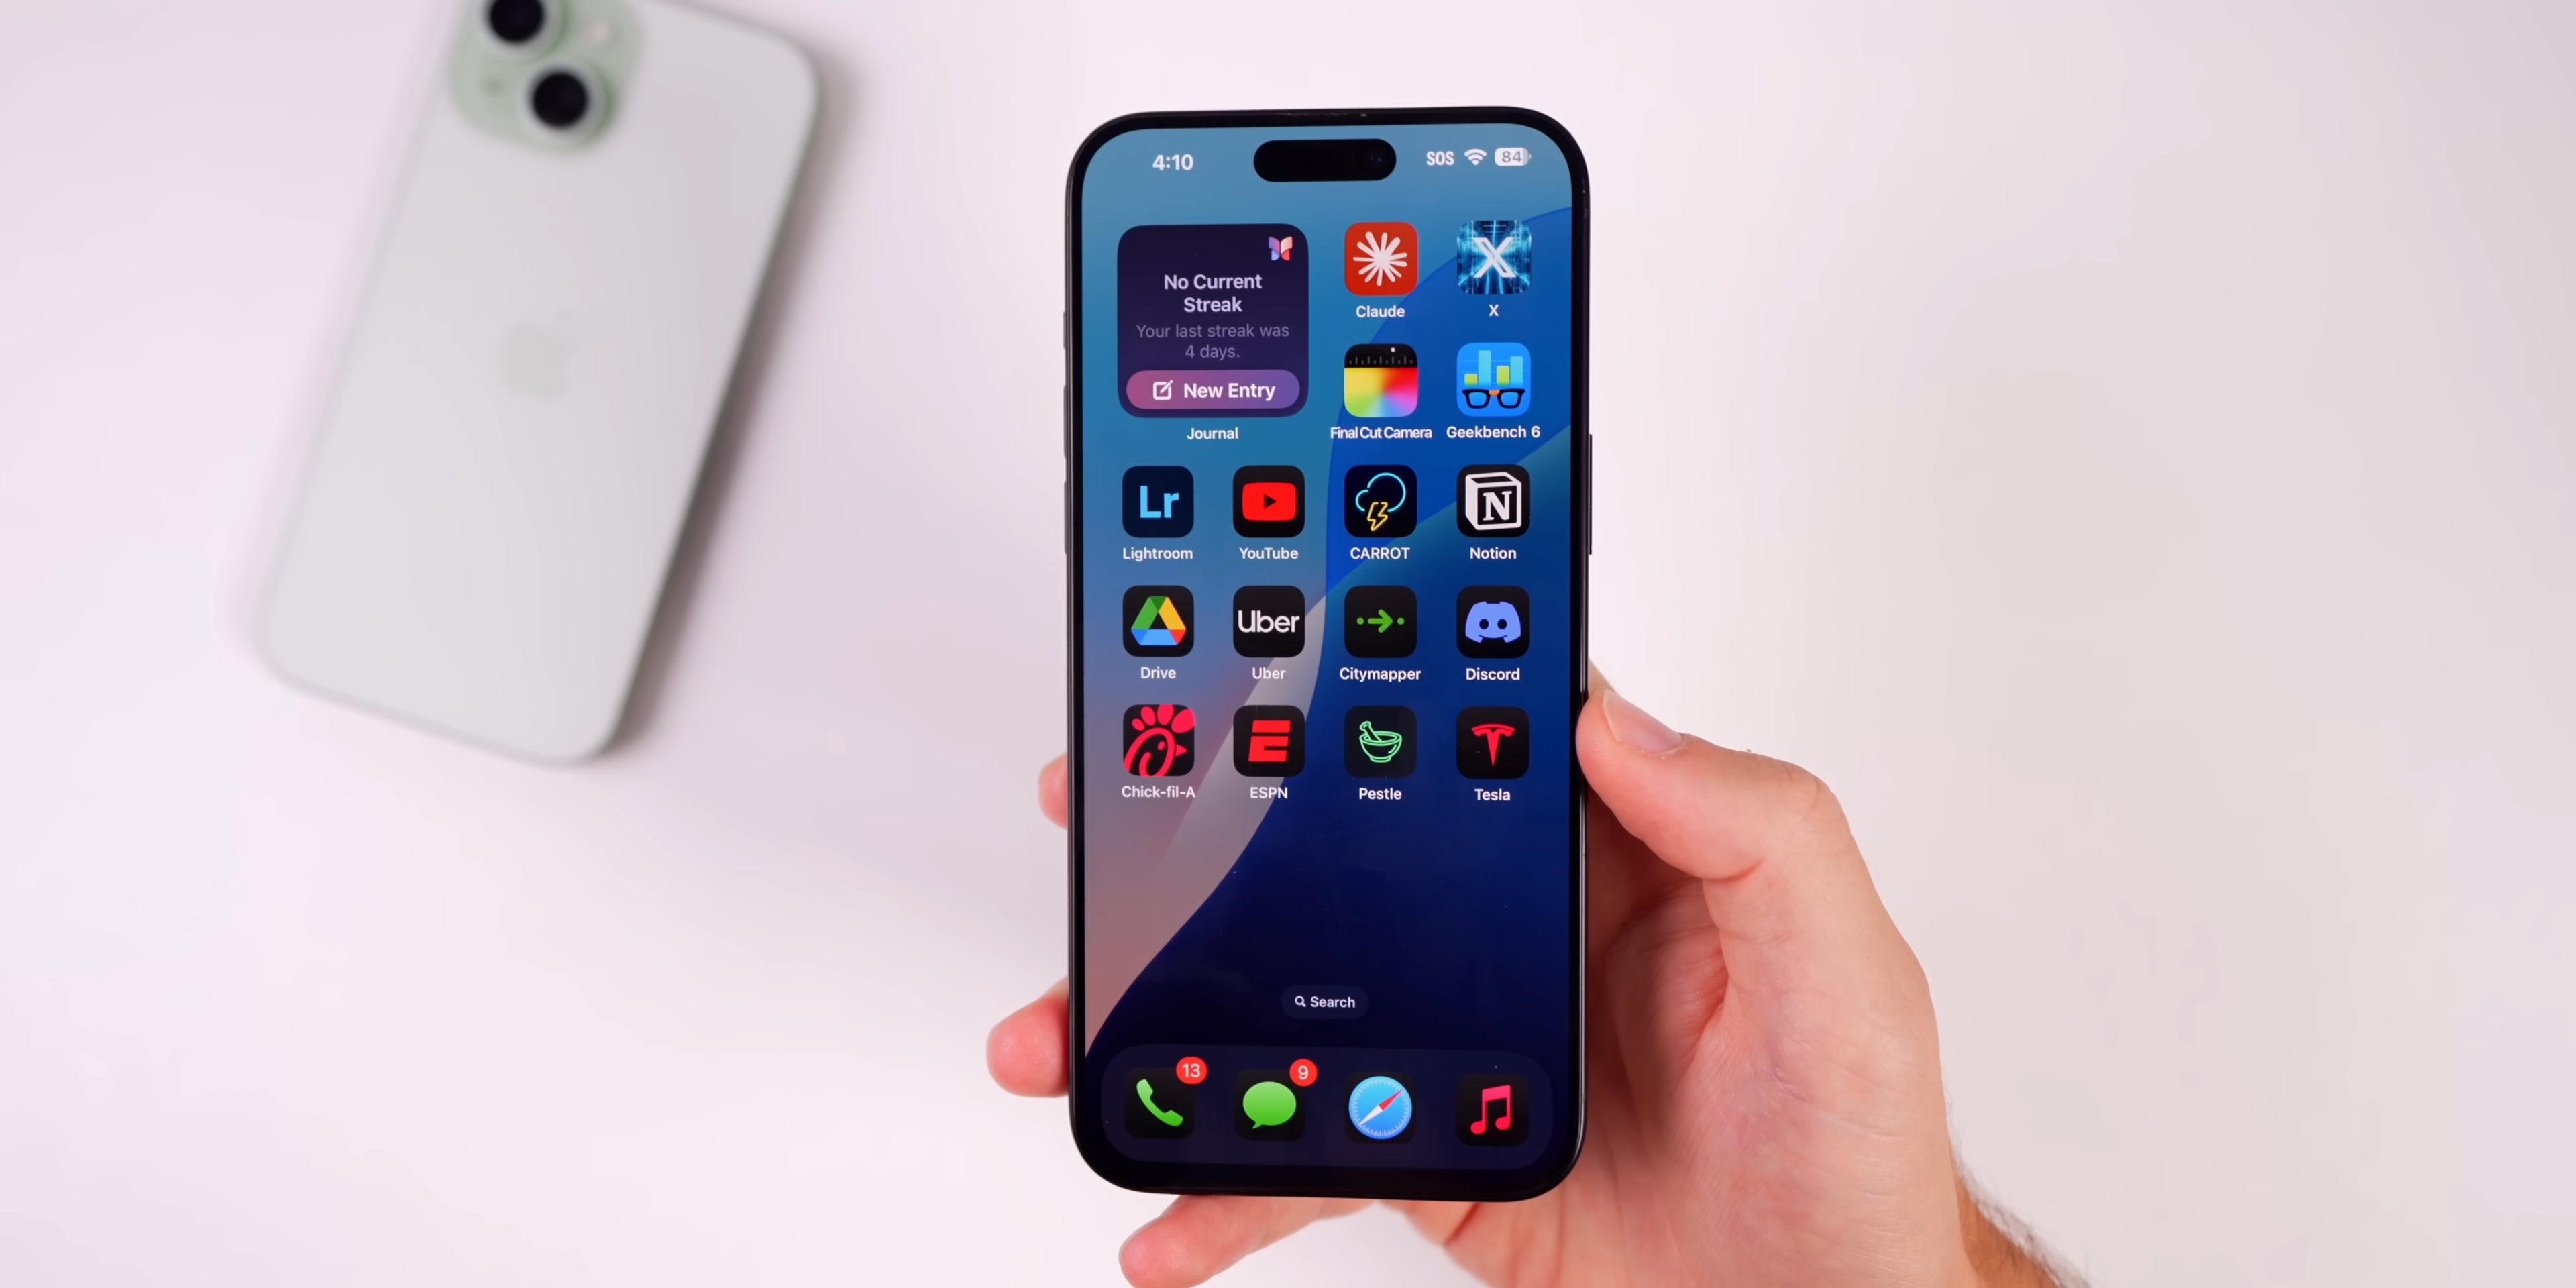 4:10
SOS 84
No Current
Streak
Your last streak was
4 days.
New Entry
Journal
X
Claude X
Final Cut Camera Geekbench 6
Lr
N
Lightroom YouTube CARROT Notion
Uber
Drive Uber Citymapper Discord
E
Chick-fil-A ESPN Pestle Tesla
Search
13 9